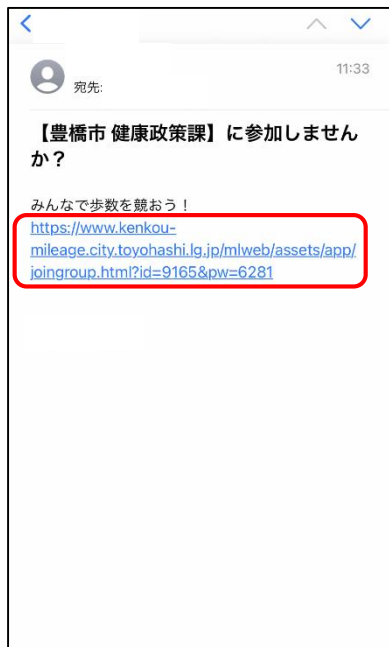 11:33
宛先:
【豊橋市 健康政策課】に参加しません
か？
みんなで歩数を競おう！
https://www.kenkou-
mileage.city.toyohashi.lg.jp/mlweb/assets/app/
joingroup.html?id=9165&pw=6281